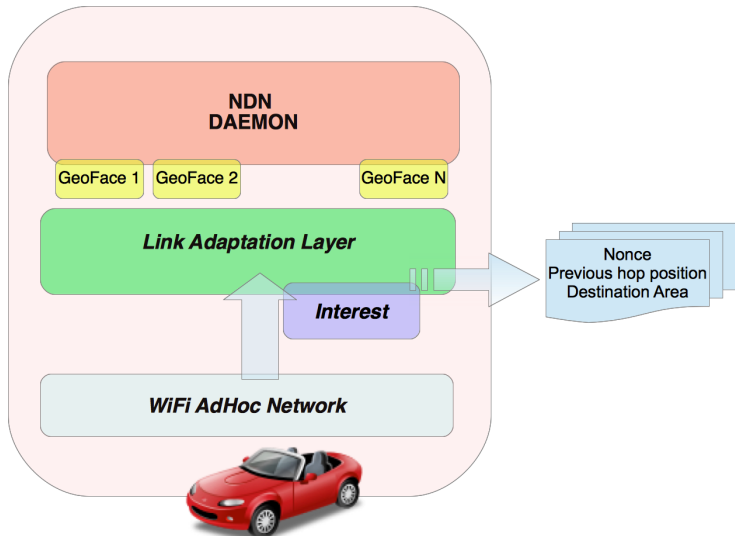 NDN
DAEMON
GeoFace 1
GeoFace 2
GeoFace N
Link Adaptation Layer
Nonce
Previous hop position
Destination Area
Interest
WiFi AdHoc Network